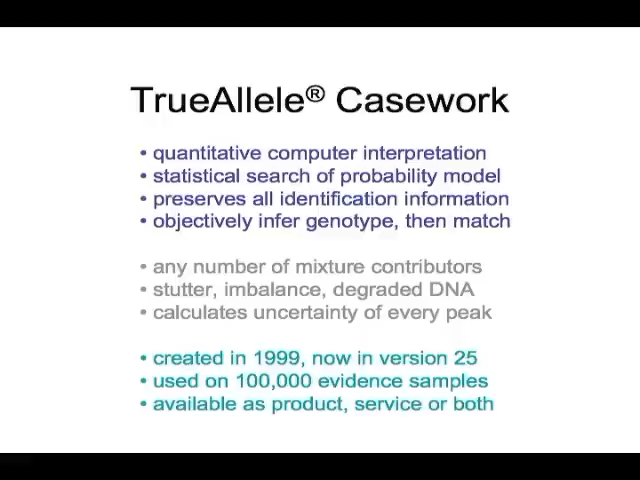 TrueAllele® Casework
• quantitative computer interpretation
• statistical search of probability model
• preserves all identification information
• objectively infer genotype, then match
• any number of mixture contributors
• stutter, imbalance, degraded DNA
• calculates uncertainty of every peak
• created in 1999, now in version 25
• used on 100,000 evidence samples
• available as product, service or both